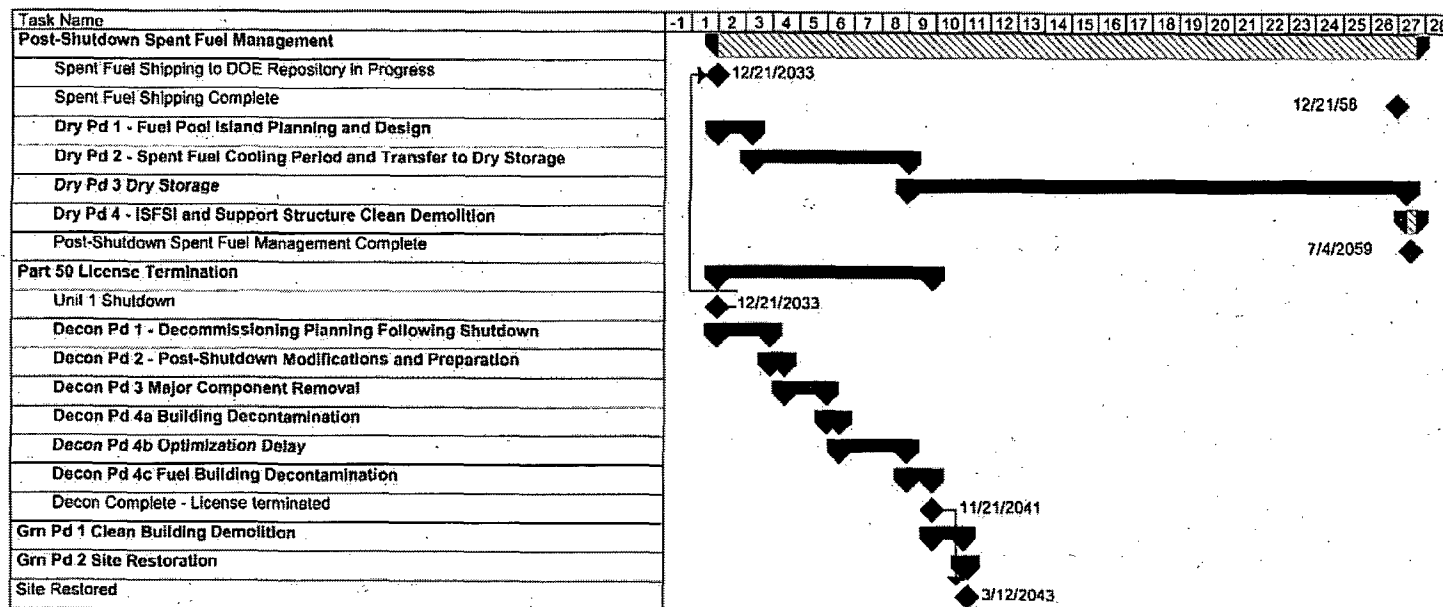 Task Name -1 1 2 3 4 5 6 7 8 9 10 11 12 13 14 15 16 17 18 19 20 21 22 23 24 25 26 27 28
Post-Shutdown Spent Fuel Management
Spent Fuel Shipping to DOE Repository in Progress 12/21/2033
Spent Fuel Shipping Complete 12/21/58
Dry Pd 1 - Fuel Pool Island Planning and Design
Dry Pd 2 - Spent Fuel Cooling Period and Transfer to Dry Storage
Dry Pd 3 Dry Storage
Dry Pd 4 - ISFSI and Support Structure Clean Demolition
Post-Shutdown Spent Fuel Management Complete 7/4/2059
Part 50 License Termination
Unit 1 Shutdown 12/21/2033
Decon Pd 1 - Decommissioning Planning Following Shutdown
Decon Pd 2 - Post-Shutdown Modifications and Preparation
Decon Pd 3 Major Component Removal
Decon Pd 4a Building Decontamination
Decon Pd 4b Optimization Delay
Decon Pd 4c Fuel Building Decontamination
Decon Complete - License terminated 11/21/2041
Grn Pd 1 Clean Building Demolition
Grn Pd 2 Site Restoration
Site Restored 3/12/2043